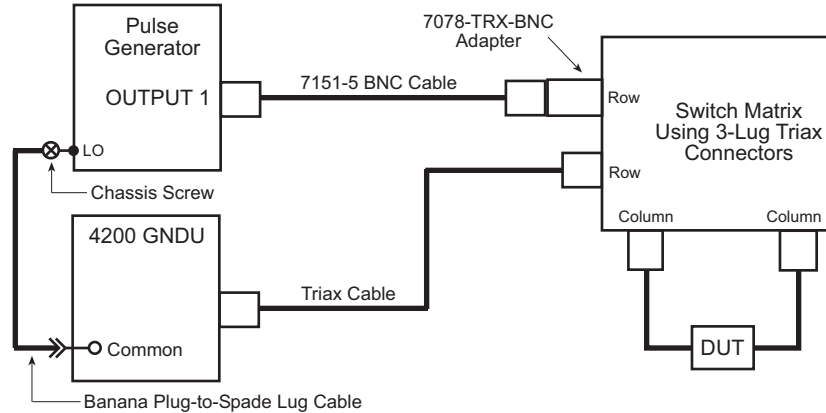 Pulse
Generator
OUTPUT 1
LO
Chassis Screw
7151-5 BNC Cable
7078-TRX-BNC
Adapter
Row
Row
Switch Matrix
Using 3-Lug Triax
Connectors
Column
Column
DUT
4200 GNDU
Common
Triax Cable
Banana Plug-to-Spade Lug Cable